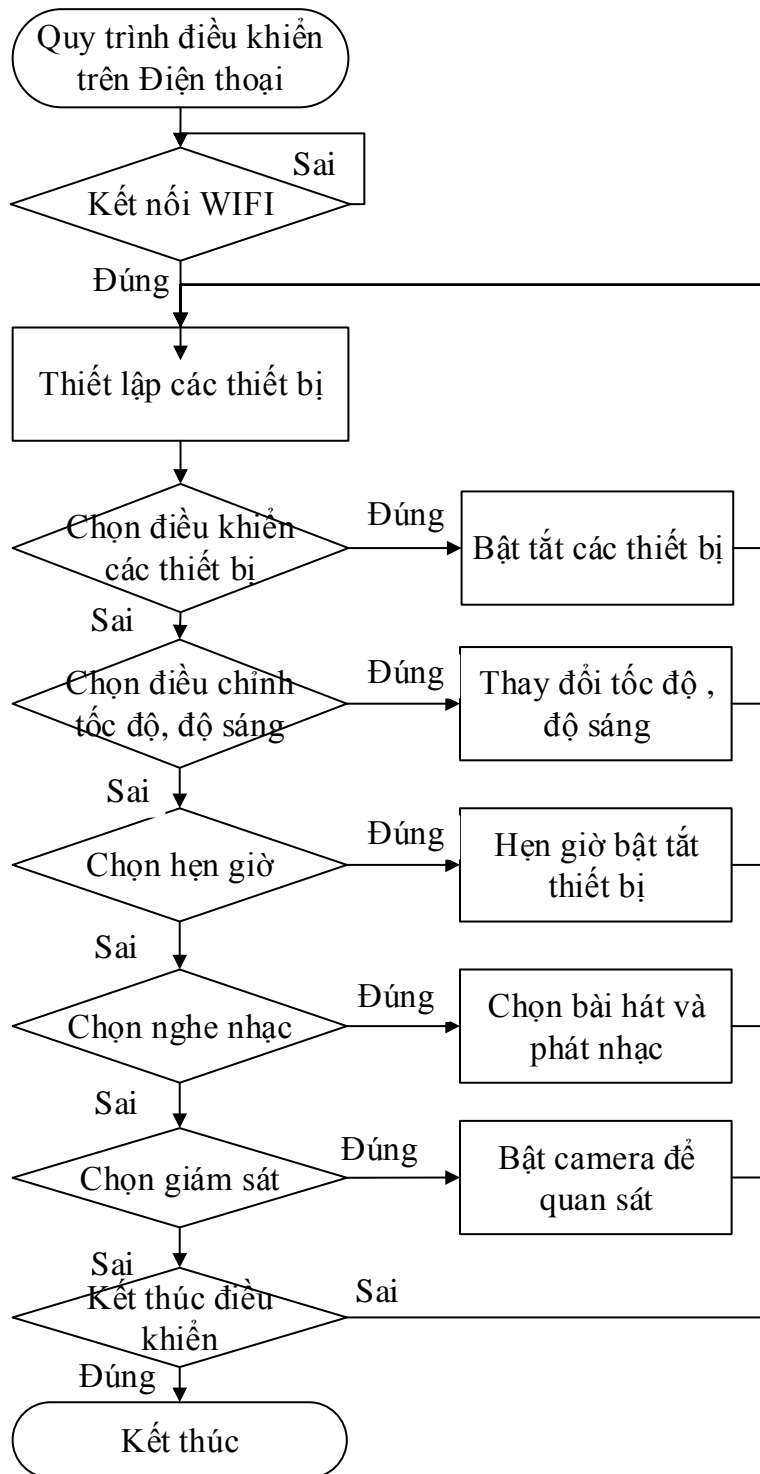 Quy trình điều khiển
trên Điện thoại
Sai
Kết nối WIFI
Đúng
Thiết lập các thiết bị
Chọn điều khiển
các thiết bị
Đúng
Bật tắt các thiết bị
Sai
Chọn điều chỉnh
tốc độ, độ sáng
Đúng
Thay đổi tốc độ ,
độ sáng
Sai
Chọn hẹn giờ
Đúng
Hẹn giờ bật tắt
thiết bị
Sai
Chọn nghe nhạc
Đúng
Chọn bài hát và
phát nhạc
Sai
Chọn giám sát
Đúng
Bật camera để
quan sát
Sai
Kết thúc điều
khiển
Sai
Đúng
Kết thúc